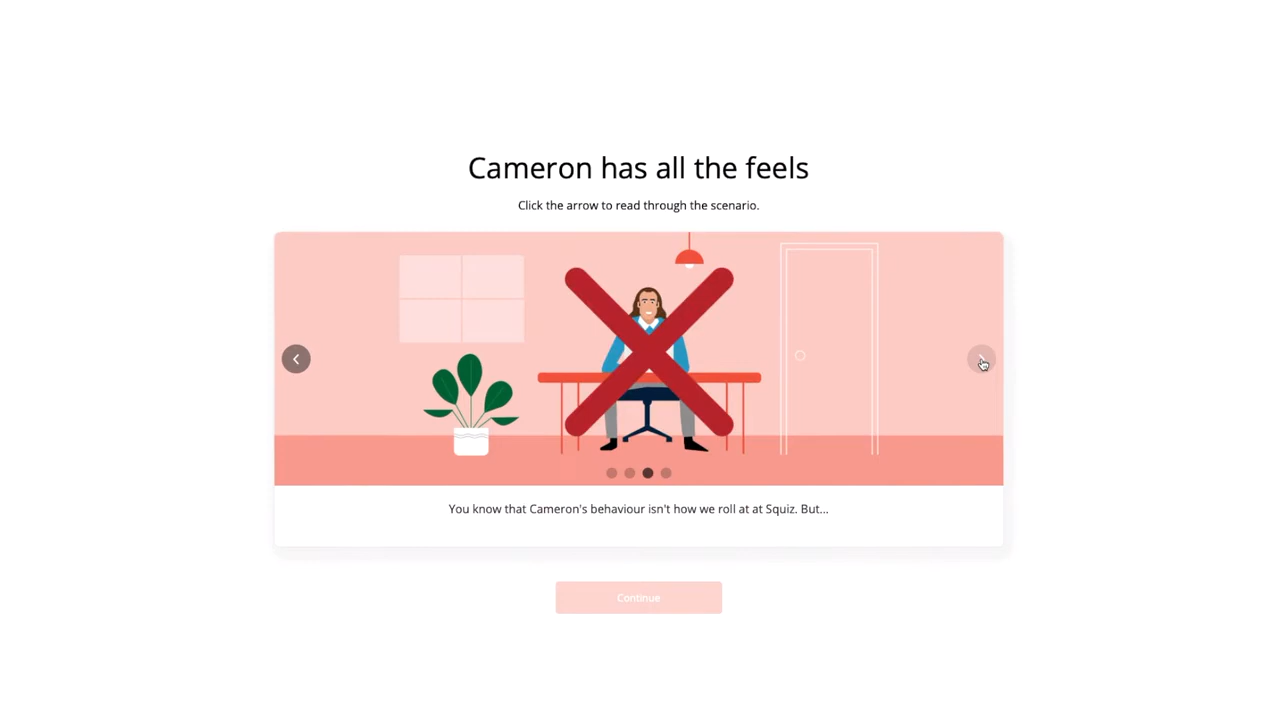 Cameron has all the feels
Click the arrow to read through the scenario.
You know that Cameron's behaviour isn't how we roll at at Squiz. But...
Continue